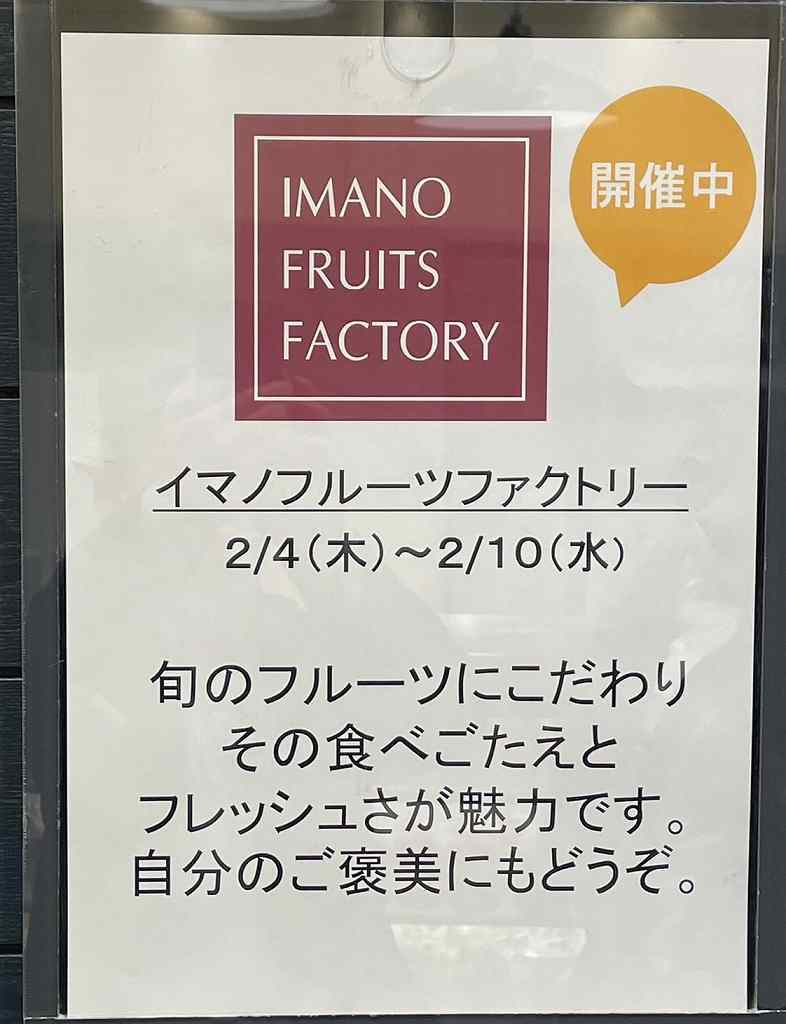 IMANO
FRUITS
FACTORY
開催中
イマノフルーツファクトリー
2/4(木)～2/10(水)
旬のフルーツにこだわり
その食べごたえと
フレッシュさが魅力です。
自分のご褒美にもどうぞ。